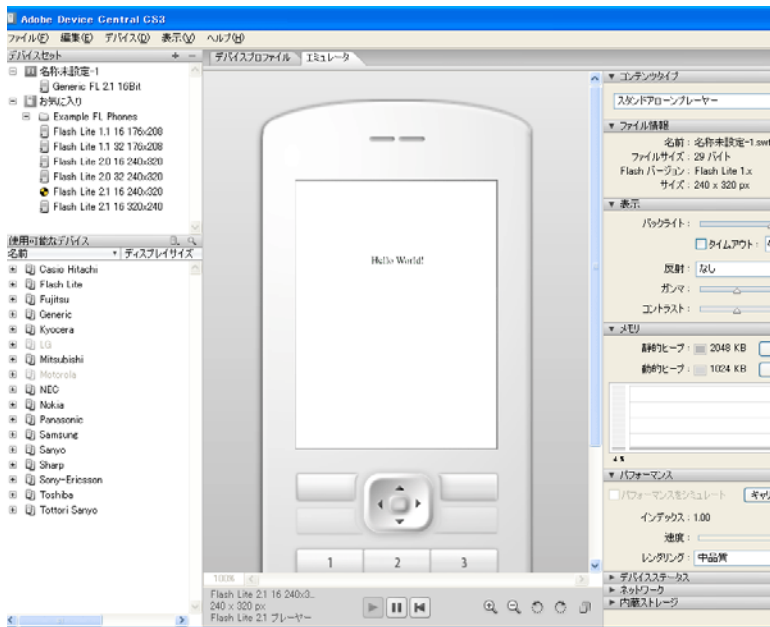 Adobe Device Central CS3
ファイル(F) 編集(E) デバイス(D) 表示(V) ヘルプ(H)
デバイスセット
名称未設定-1
Generic FL 2.1 16Bit
お気に入り
Example FL Phones
Flash Lite 1.1 16 176x208
Flash Lite 1.1 32 176x208
Flash Lite 2.0 16 240x320
Flash Lite 2.0 32 240x320
Flash Lite 2.1 16 240x320
Flash Lite 2.1 16 320x240
使用可能なデバイス
名前 ディスプレイサイズ
Casio Hitachi
Flash Lite
Fujitsu
Generic
Kyocera
LG
Mitsubishi
Motorola
NEC
Nokia
Panasonic
Samsung
Sanyo
Sharp
Sony-Ericsson
Toshiba
Tottori Sanyo
デバイスプロファイル エミュレータ
Hello World!
1 2 3
100%
Flash Lite 2.1 16 240x3...
240 x 320 px
Flash Lite 2.1 プレーヤー
コンテンツタイプ
スタンドアローンプレーヤー
ファイル情報
名前 : 名称未設定-1.swf
ファイルサイズ : 29 バイト
Flash バージョン : Flash Lite 1.x
サイズ : 240 x 320 px
表示
バックライト :
タイムアウト :
反射 : なし
ガンマ :
コントラスト :
メモリ
静的ヒープ : 2048 KB
動的ヒープ : 1024 KB
パフォーマンス
パフォーマンスをシミュレート
インデックス : 1.00
速度 :
レンダリング : 中品質
デバイスステータス
ネットワーク
内蔵ストレージ